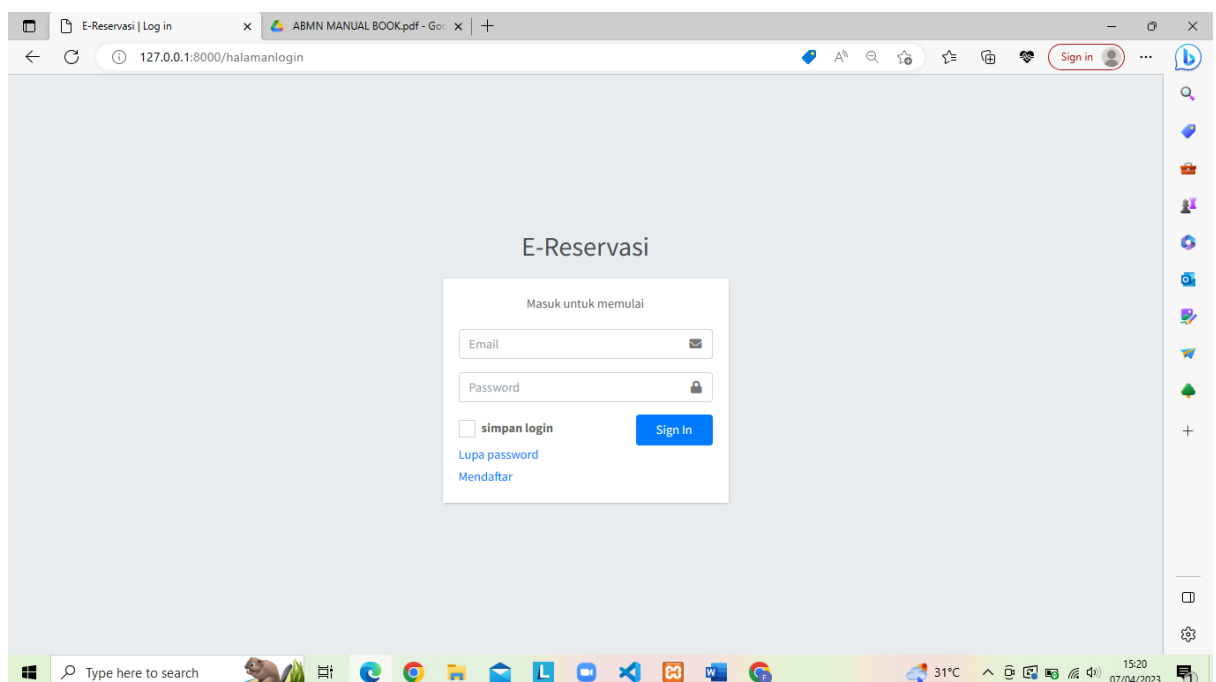 E-Reservasi | Log in
ABMN MANUAL BOOK.pdf - Goo
127.0.0.1:8000/halamanlogin
Sign in
E-Reservasi
Masuk untuk memulai
Email
Password
simpan login
Sign In
Lupa password
Mendaftar
Type here to search
31°C
15:20
07/04/2023